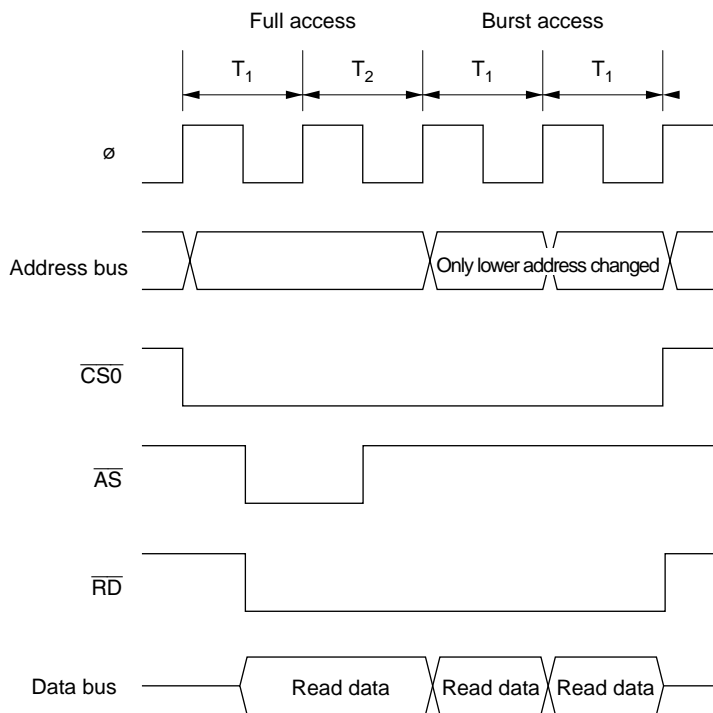 Full access Burst access
T1 T2 T1 T1
ø
Address bus Only lower address changed
CS0
AS
RD
Data bus Read data Read data Read data